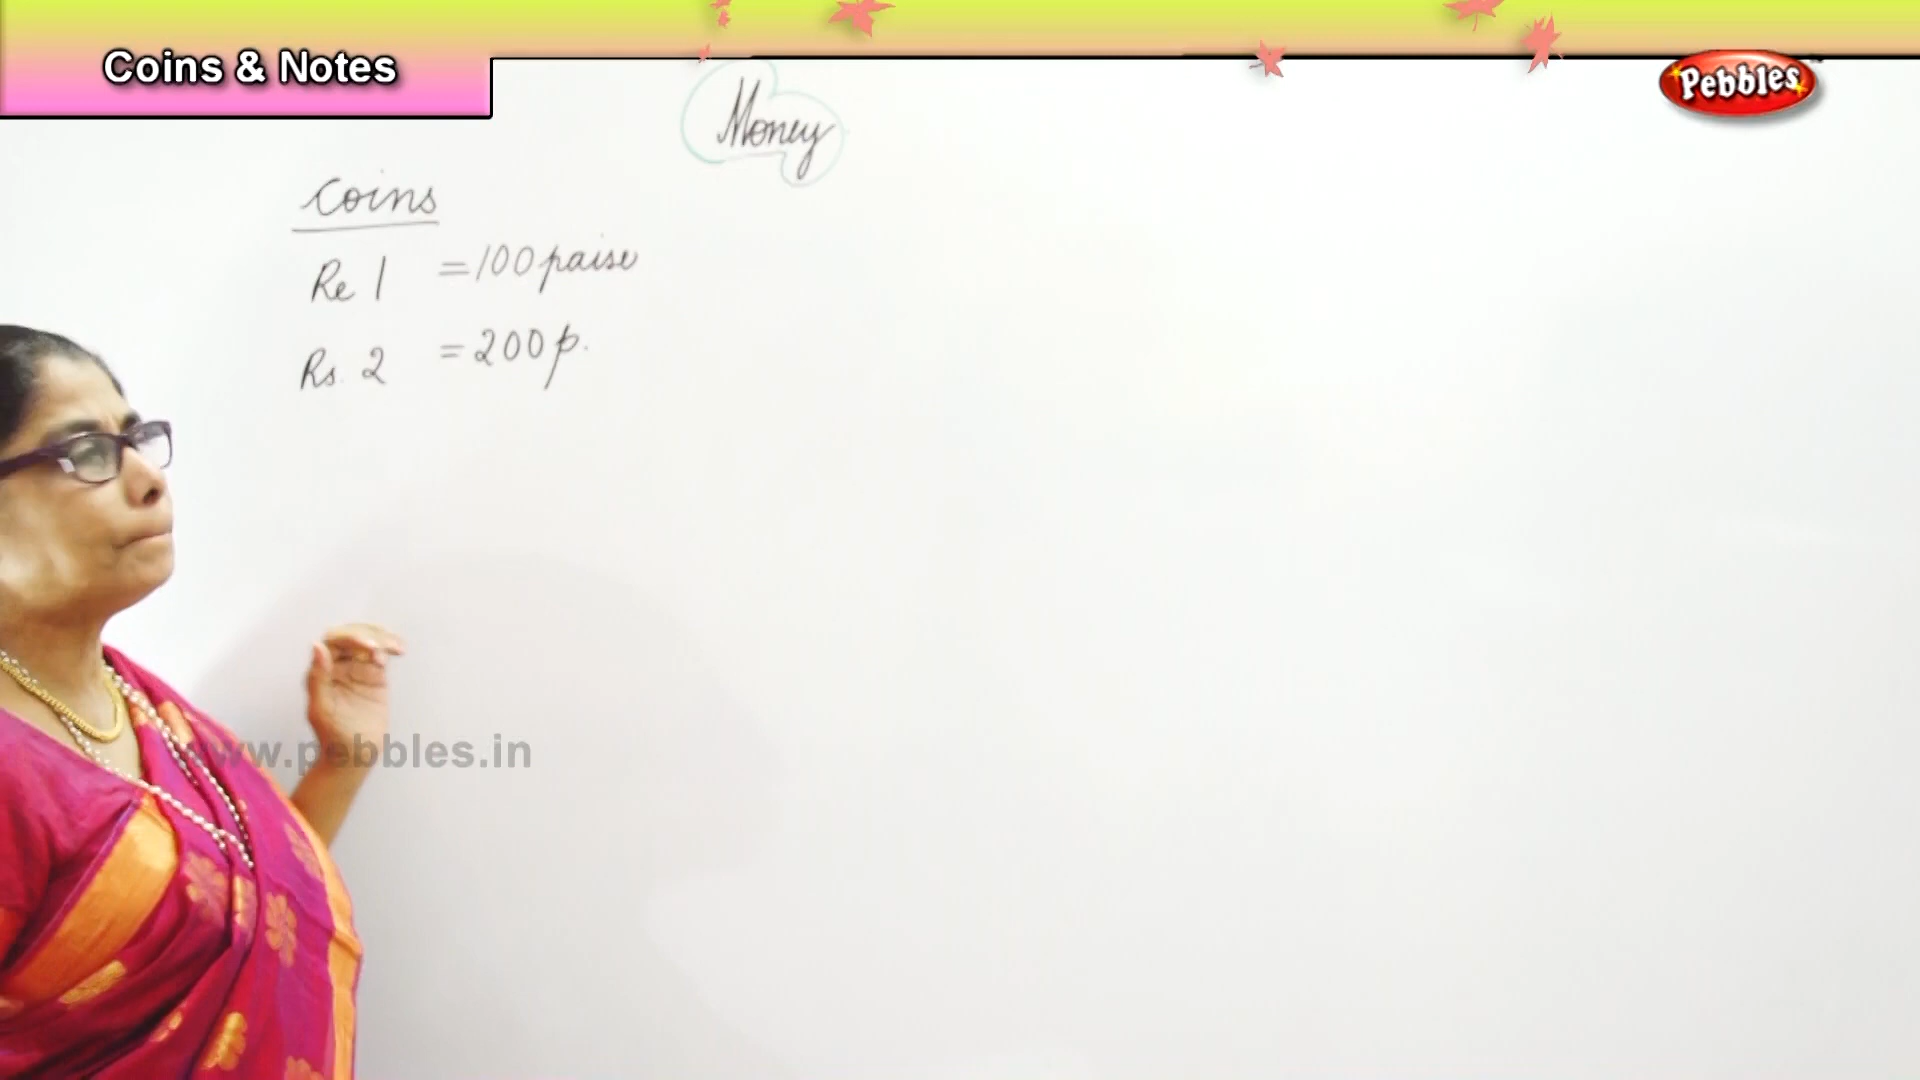 Coins & Notes
Pebbles
Money
Coins
Re 1 = 100 paise
Rs. 2 = 200 p.
www.pebbles.in